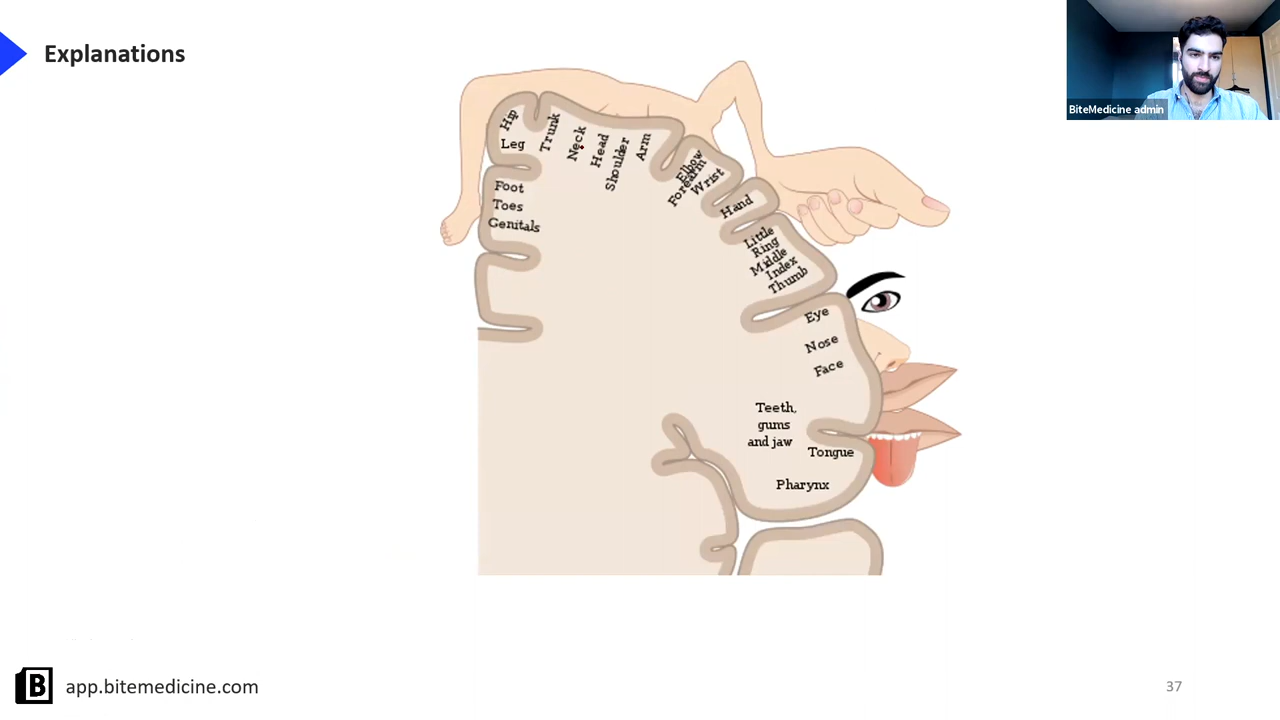 Explanations
BiteMedicine admin
Hip
Leg
Trunk
Neck
Head
Shoulder
Arm
Elbow
Forearm
Wrist
Hand
Little
Ring
Middle
Index
Thumb
Foot
Toes
Genitals
Eye
Nose
Face
Teeth,
gums
and jaw
Tongue
Pharynx
B
app.bitemedicine.com
37